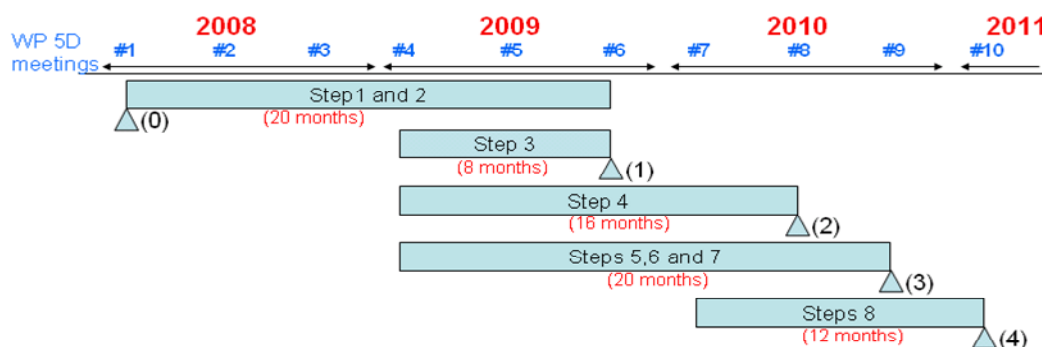 2008 2009 2010 2011
WP 5D #1 #2 #3 #4 #5 #6 #7 #8 #9 #10
meetings
Step1 and 2
(20 months)
(0)
Step 3
(8 months)
(1)
Step 4
(16 months)
(2)
Steps 5,6 and 7
(20 months)
(3)
Steps 8
(12 months)
(4)